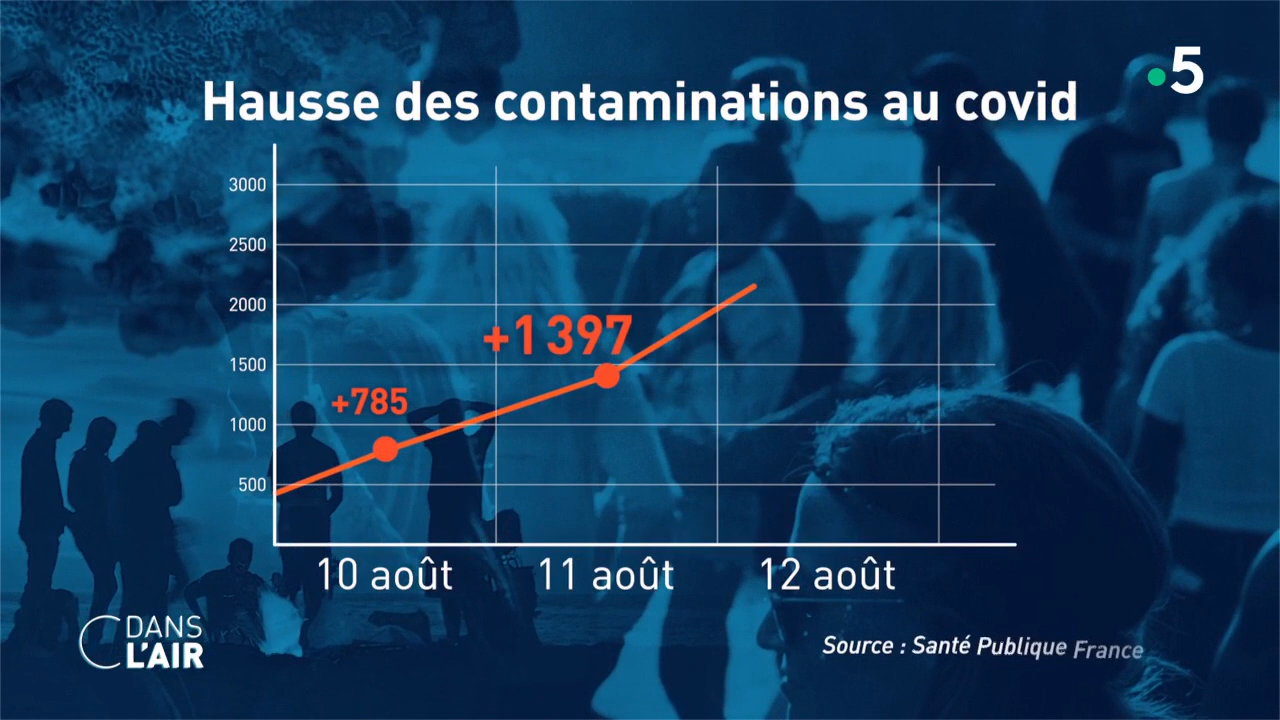 5
Hausse des contaminations au covid
3000
2500
2000
+1 397
1500
+785
1000
500
10 août 11 août 12 août
C DANS
L'AIR
Source : Santé Publique France